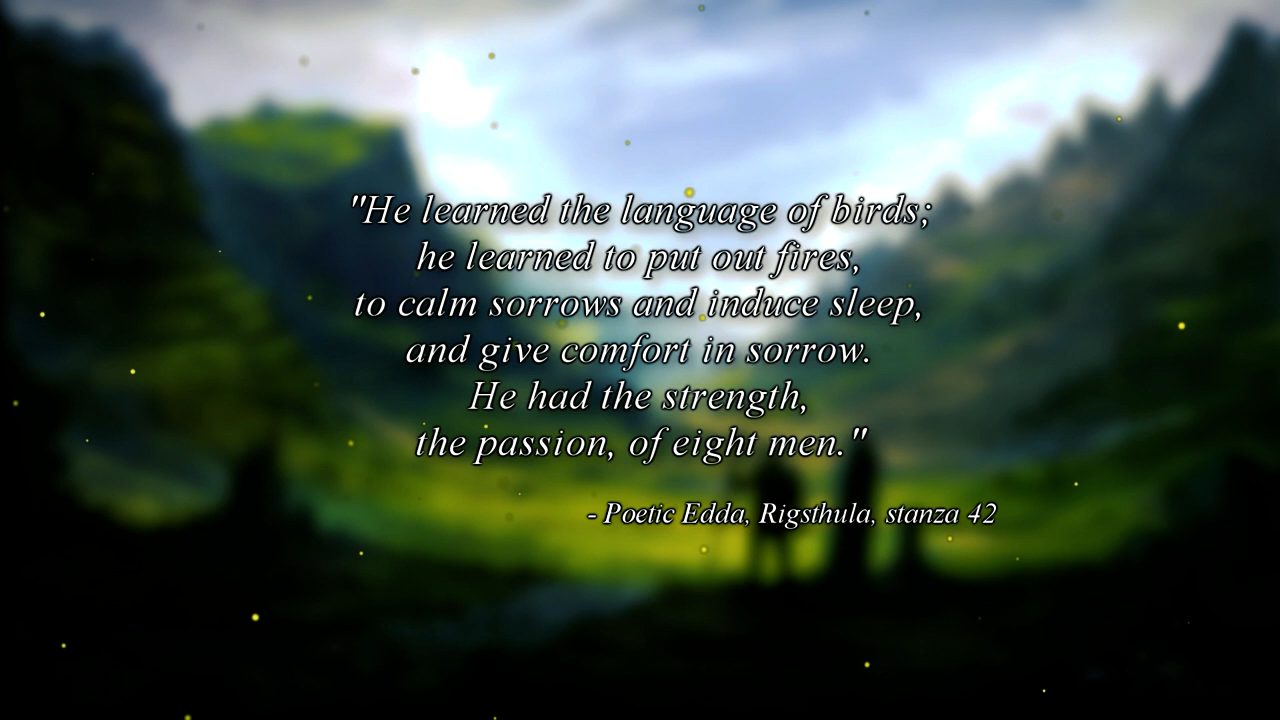 "He learned the language of birds;
he learned to put out fires,
to calm sorrows and induce sleep,
and give comfort in sorrow.
He had the strength,
the passion, of eight men."
- Poetic Edda, Rigsthula, stanza 42